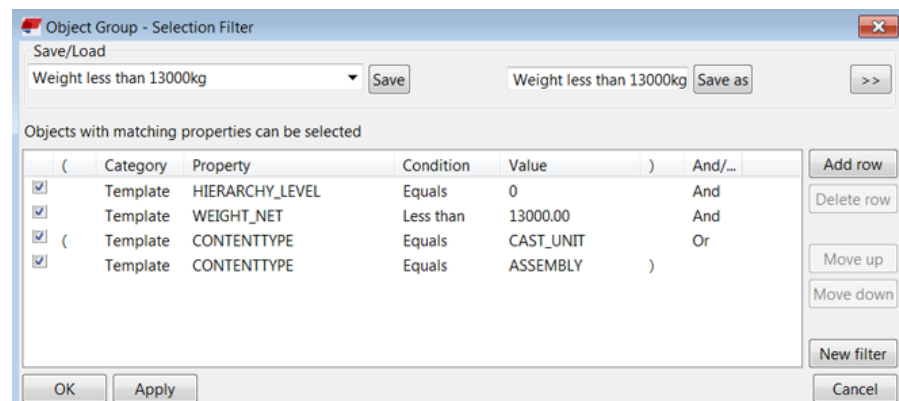 Object Group - Selection Filter
Save/Load
Weight less than 13000kg Save Weight less than 13000kg Save as >>
Objects with matching properties can be selected
( Category Property Condition Value ) And/...
Template HIERARCHY_LEVEL Equals 0 And
Template WEIGHT_NET Less than 13000.00 And
( Template CONTENTTYPE Equals CAST_UNIT Or
Template CONTENTTYPE Equals ASSEMBLY )
Add row
Delete row
Move up
Move down
New filter
OK Apply Cancel